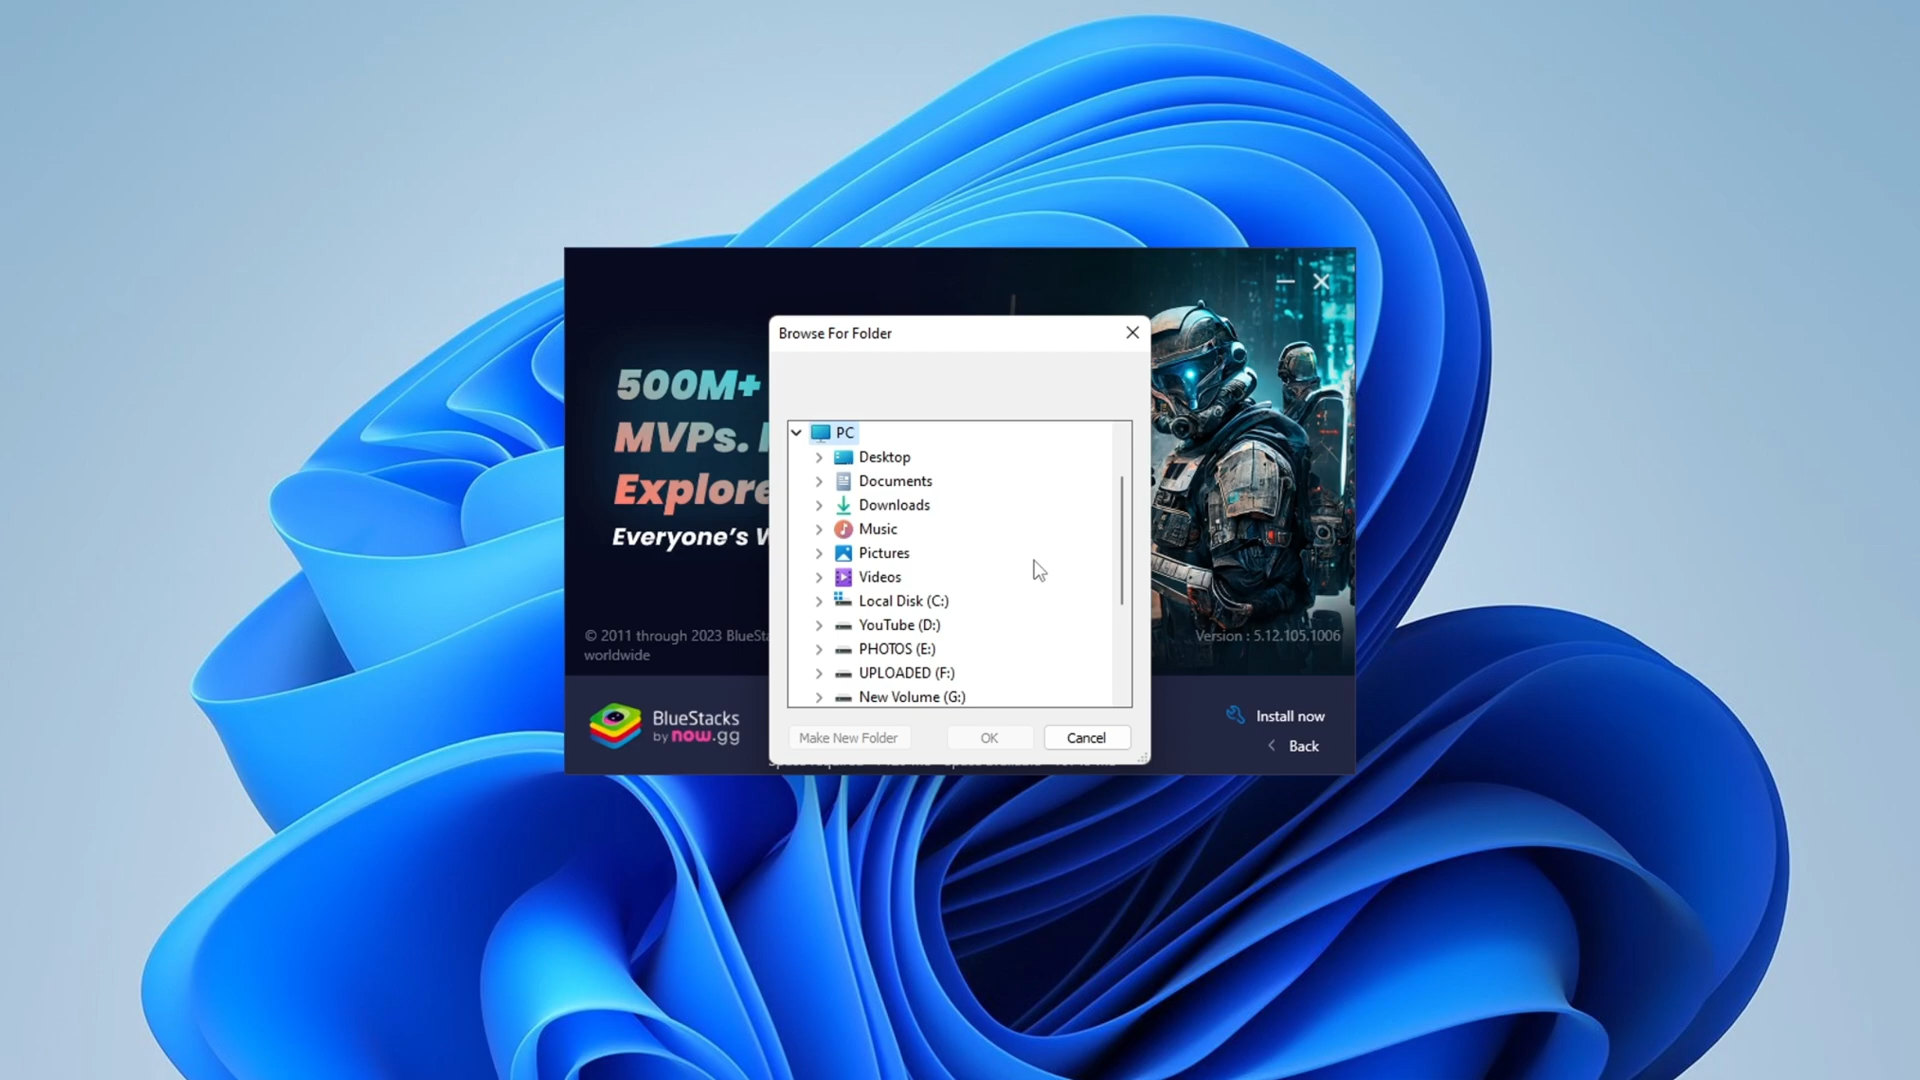 Browse For Folder
500M+
MVPs.
Explore
Everyone's
PC
Desktop
Documents
Downloads
Music
Pictures
Videos
Local Disk (C:)
YouTube (D:)
PHOTOS (E:)
UPLOADED (F:)
New Volume (G:)
© 2011 through 2023
worldwide
Version : 5.12.105.1006
BlueStacks
by now.gg
Make New Folder
OK
Cancel
Install now
Back